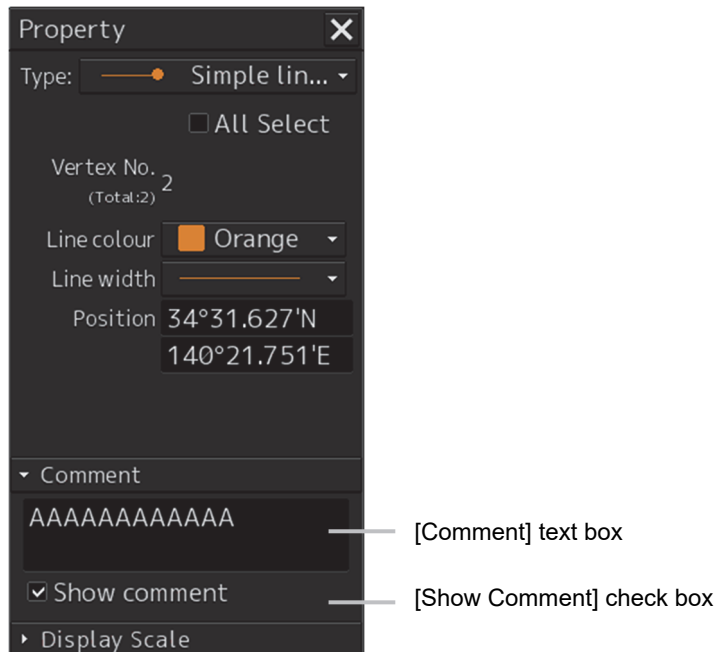 Property
Type: Simple lin...
All Select
Vertex No. 2
(Total:2)
Line colour Orange
Line width
Position 34°31.627'N
140°21.751'E
Comment
AAAAAAAAAAAA
[Comment] text box
Show comment
[Show Comment] check box
Display Scale